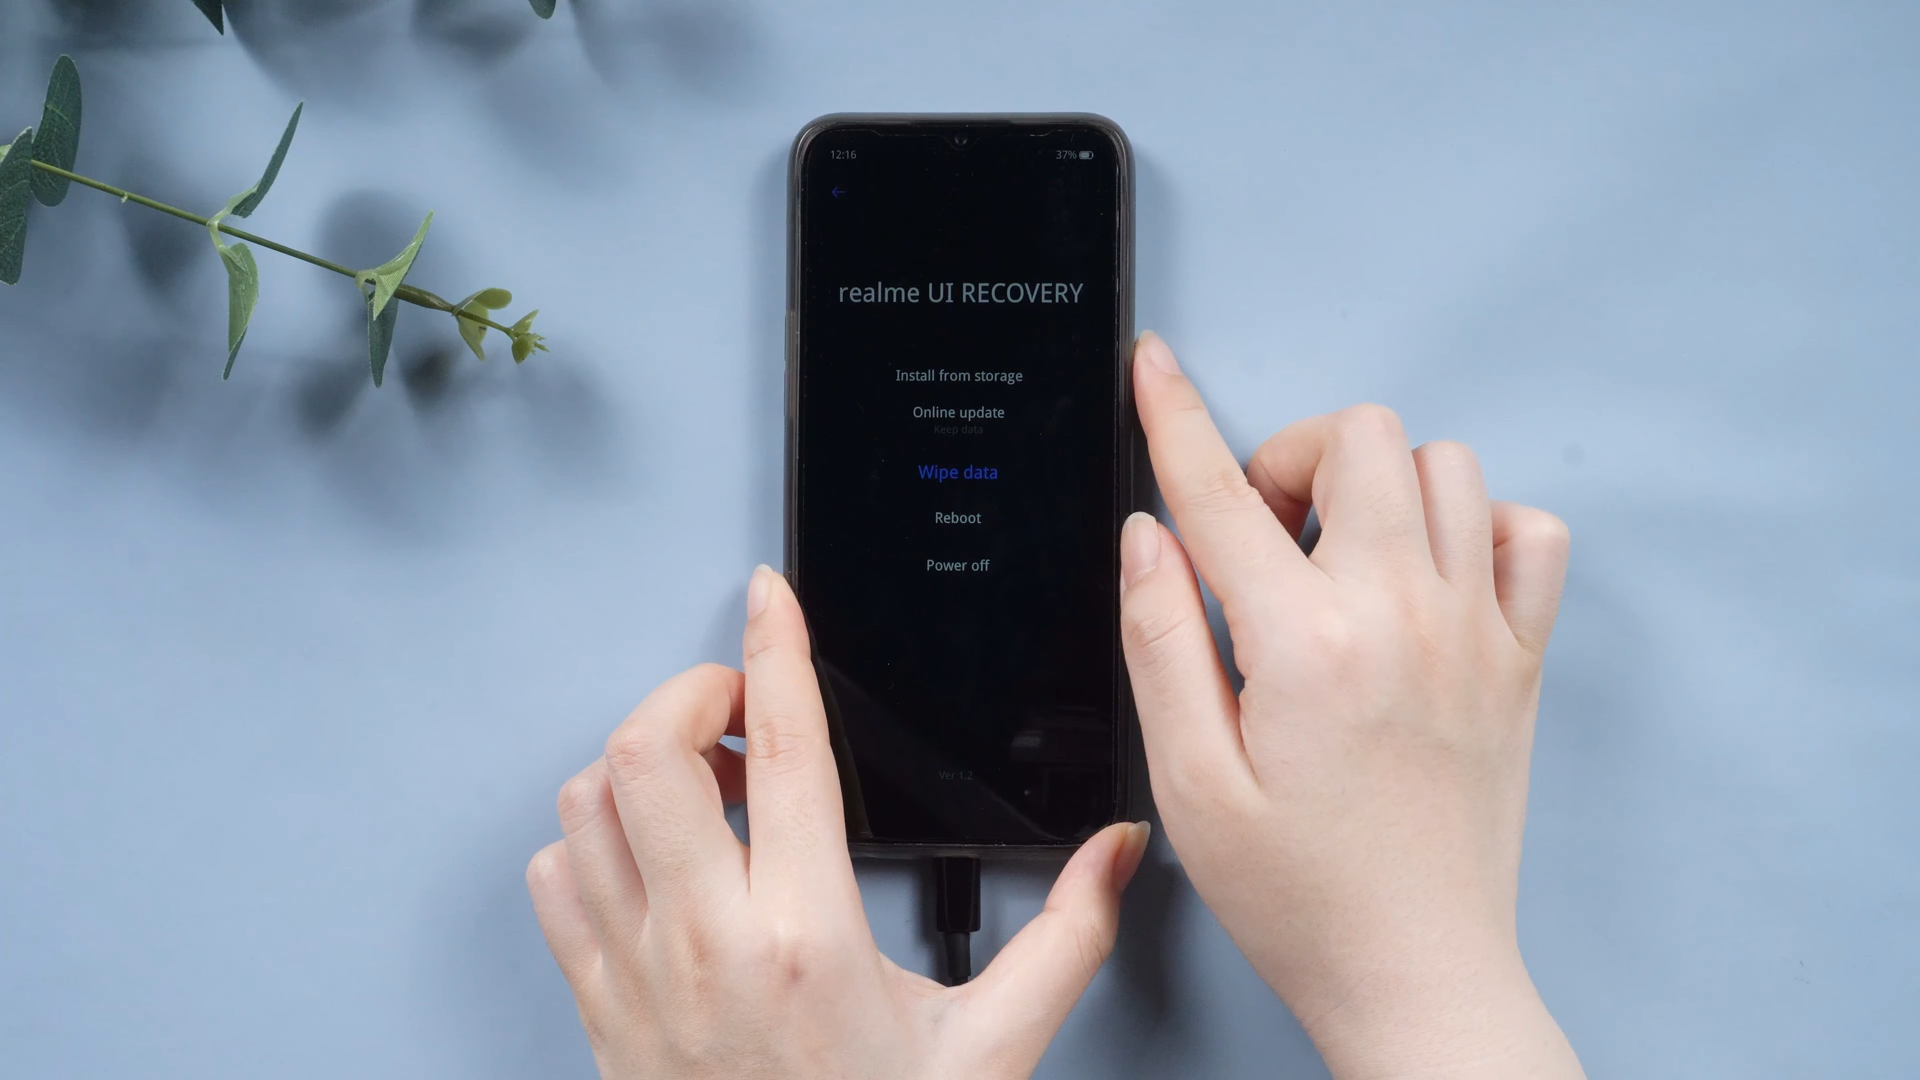 12:16 37%
realme UI RECOVERY
Install from storage
Online update
Keep data
Wipe data
Reboot
Power off
Ver 1.2